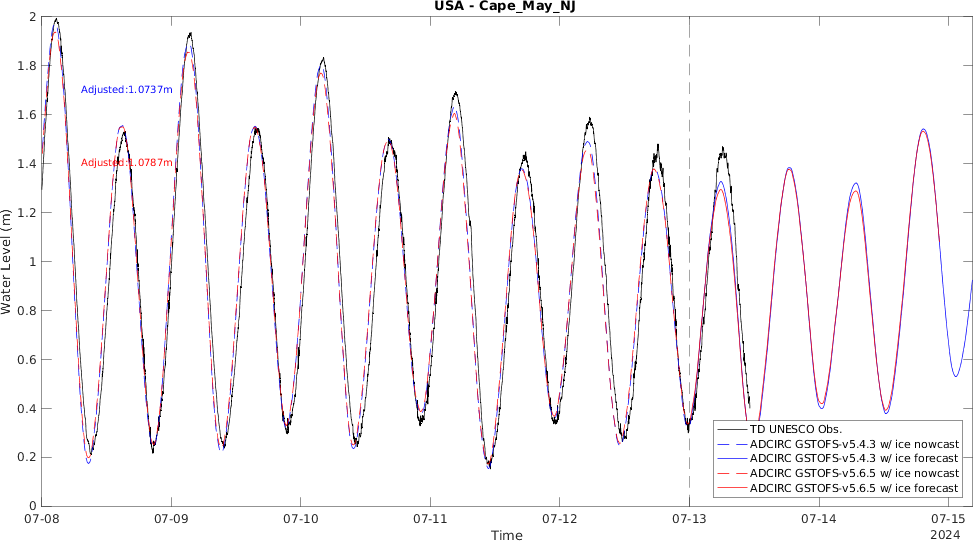 USA - Cape_May_NJ
2
1.8
1.6
1.4
1.2
1
0.8
0.6
0.4
0.2
0
Water Level (m)
Adjusted:1.0737m
Adjusted:1.0787m
TD UNESCO Obs.
ADCIRC GSTOFS-v5.4.3 w/ ice nowcast
ADCIRC GSTOFS-v5.4.3 w/ ice forecast
ADCIRC GSTOFS-v5.6.5 w/ ice nowcast
ADCIRC GSTOFS-v5.6.5 w/ ice forecast
07-08 07-09 07-10 07-11 07-12 07-13 07-14 07-15
Time 2024